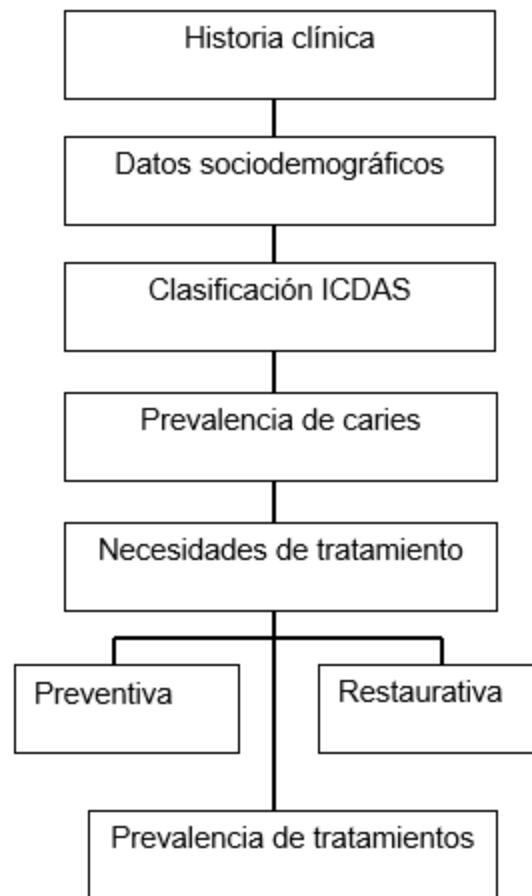 Historia clínica
Datos sociodemográficos
Clasificación ICDAS
Prevalencia de caries
Necesidades de tratamiento
Preventiva
Restaurativa
Prevalencia de tratamientos